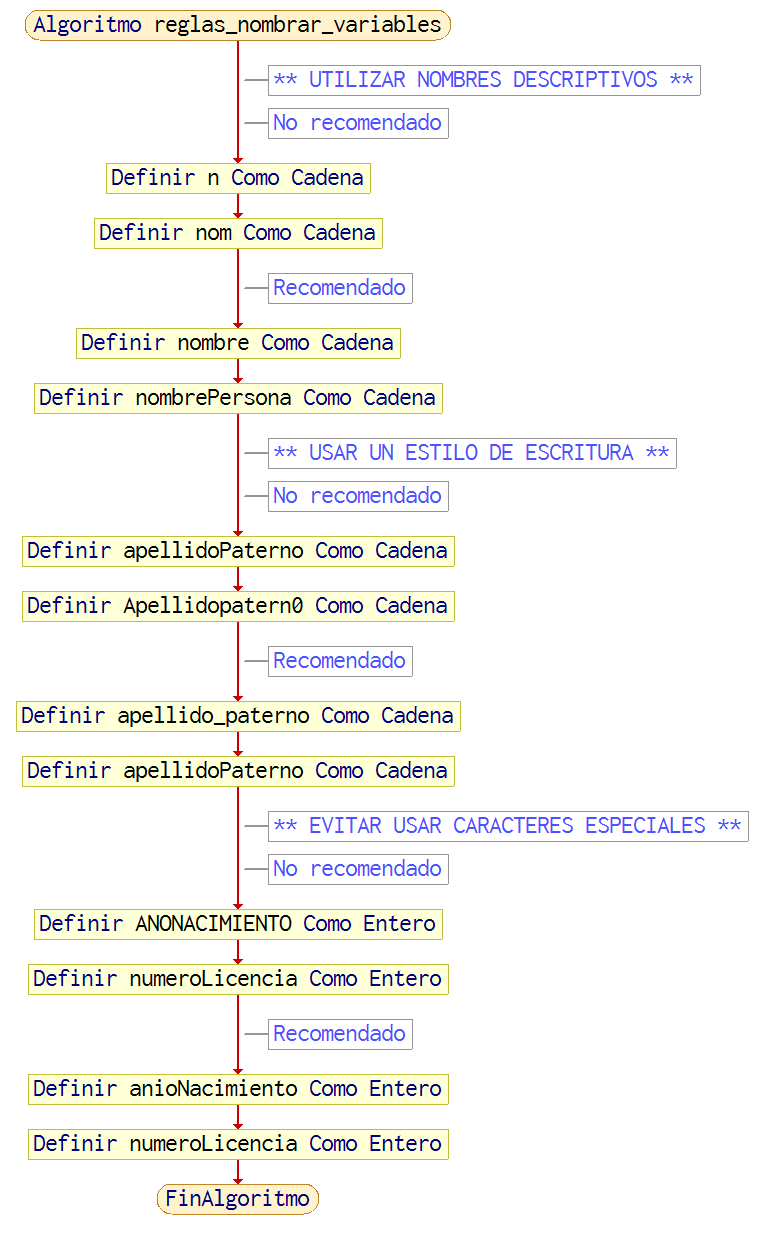 Algoritmo reglas_nombrar_variables
** UTILIZAR NOMBRES DESCRIPTIVOS **
No recomendado
Definir n Como Cadena
Definir nom Como Cadena
Recomendado
Definir nombre Como Cadena
Definir nombrePersona Como Cadena
** USAR UN ESTILO DE ESCRITURA **
No recomendado
Definir apellidoPaterno Como Cadena
Definir Apellidopatern0 Como Cadena
Recomendado
Definir apellido_paterno Como Cadena
Definir apellidoPaterno Como Cadena
** EVITAR USAR CARACTERES ESPECIALES **
No recomendado
Definir ANONACIMIENTO Como Entero
Definir numeroLicencia Como Entero
Recomendado
Definir anioNacimiento Como Entero
Definir numeroLicencia Como Entero
FinAlgoritmo